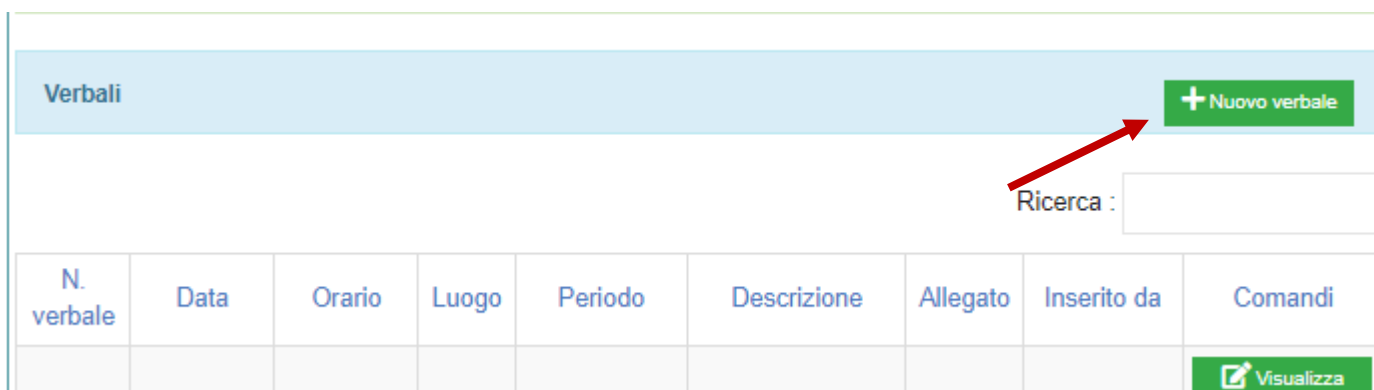 Verbali
Nuovo verbale
Ricerca :
N. verbale Data Orario Luogo Periodo Descrizione Allegato Inserito da Comandi
Visualizza